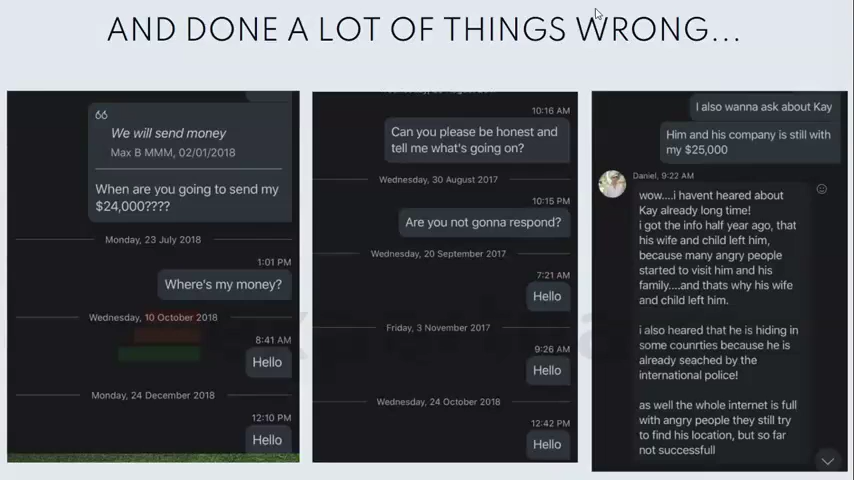 AND DONE A LOT OF THINGS WRONG...
We will send money
Max B MMM, 02/01/2018
When are you going to send my
$24,000????
Monday, 23 July 2018
1:01 PM
Where's my money?
Wednesday, 10 October 2018
8:41 AM
Hello
Monday, 24 December 2018
12:10 PM
Hello
10:16 AM
Can you please be honest and
tell me what's going on?
Wednesday, 30 August 2017
10:15 PM
Are you not gonna respond?
Wednesday, 20 September 2017
7:21 AM
Hello
Friday, 3 November 2017
9:26 AM
Hello
Wednesday, 24 October 2018
12:42 PM
Hello
I also wanna ask about Kay
Him and his company is still with
my $25,000
Daniel, 9:22 AM
wow....i havent heared about
Kay already long time!
i got the info half year ago, that
his wife and child left him,
because many angry people
started to visit him and his
family....and thats why his wife
and child left him.
i also heared that he is hiding in
some counrties because he is
already seached by the
international police!
as well the whole internet is full
with angry people they still try
to find his location, but so far
not successfull